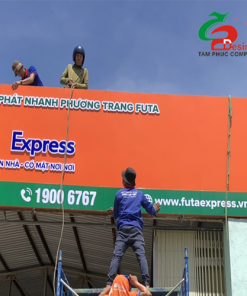 Design
TAM PHUC COMP
PHÁT NHANH PHƯƠNG TRANG FUTA
Express
N NHÀ - CÓ MẶT NƠI NƠI
1900 6767
www.futaexpress.vn